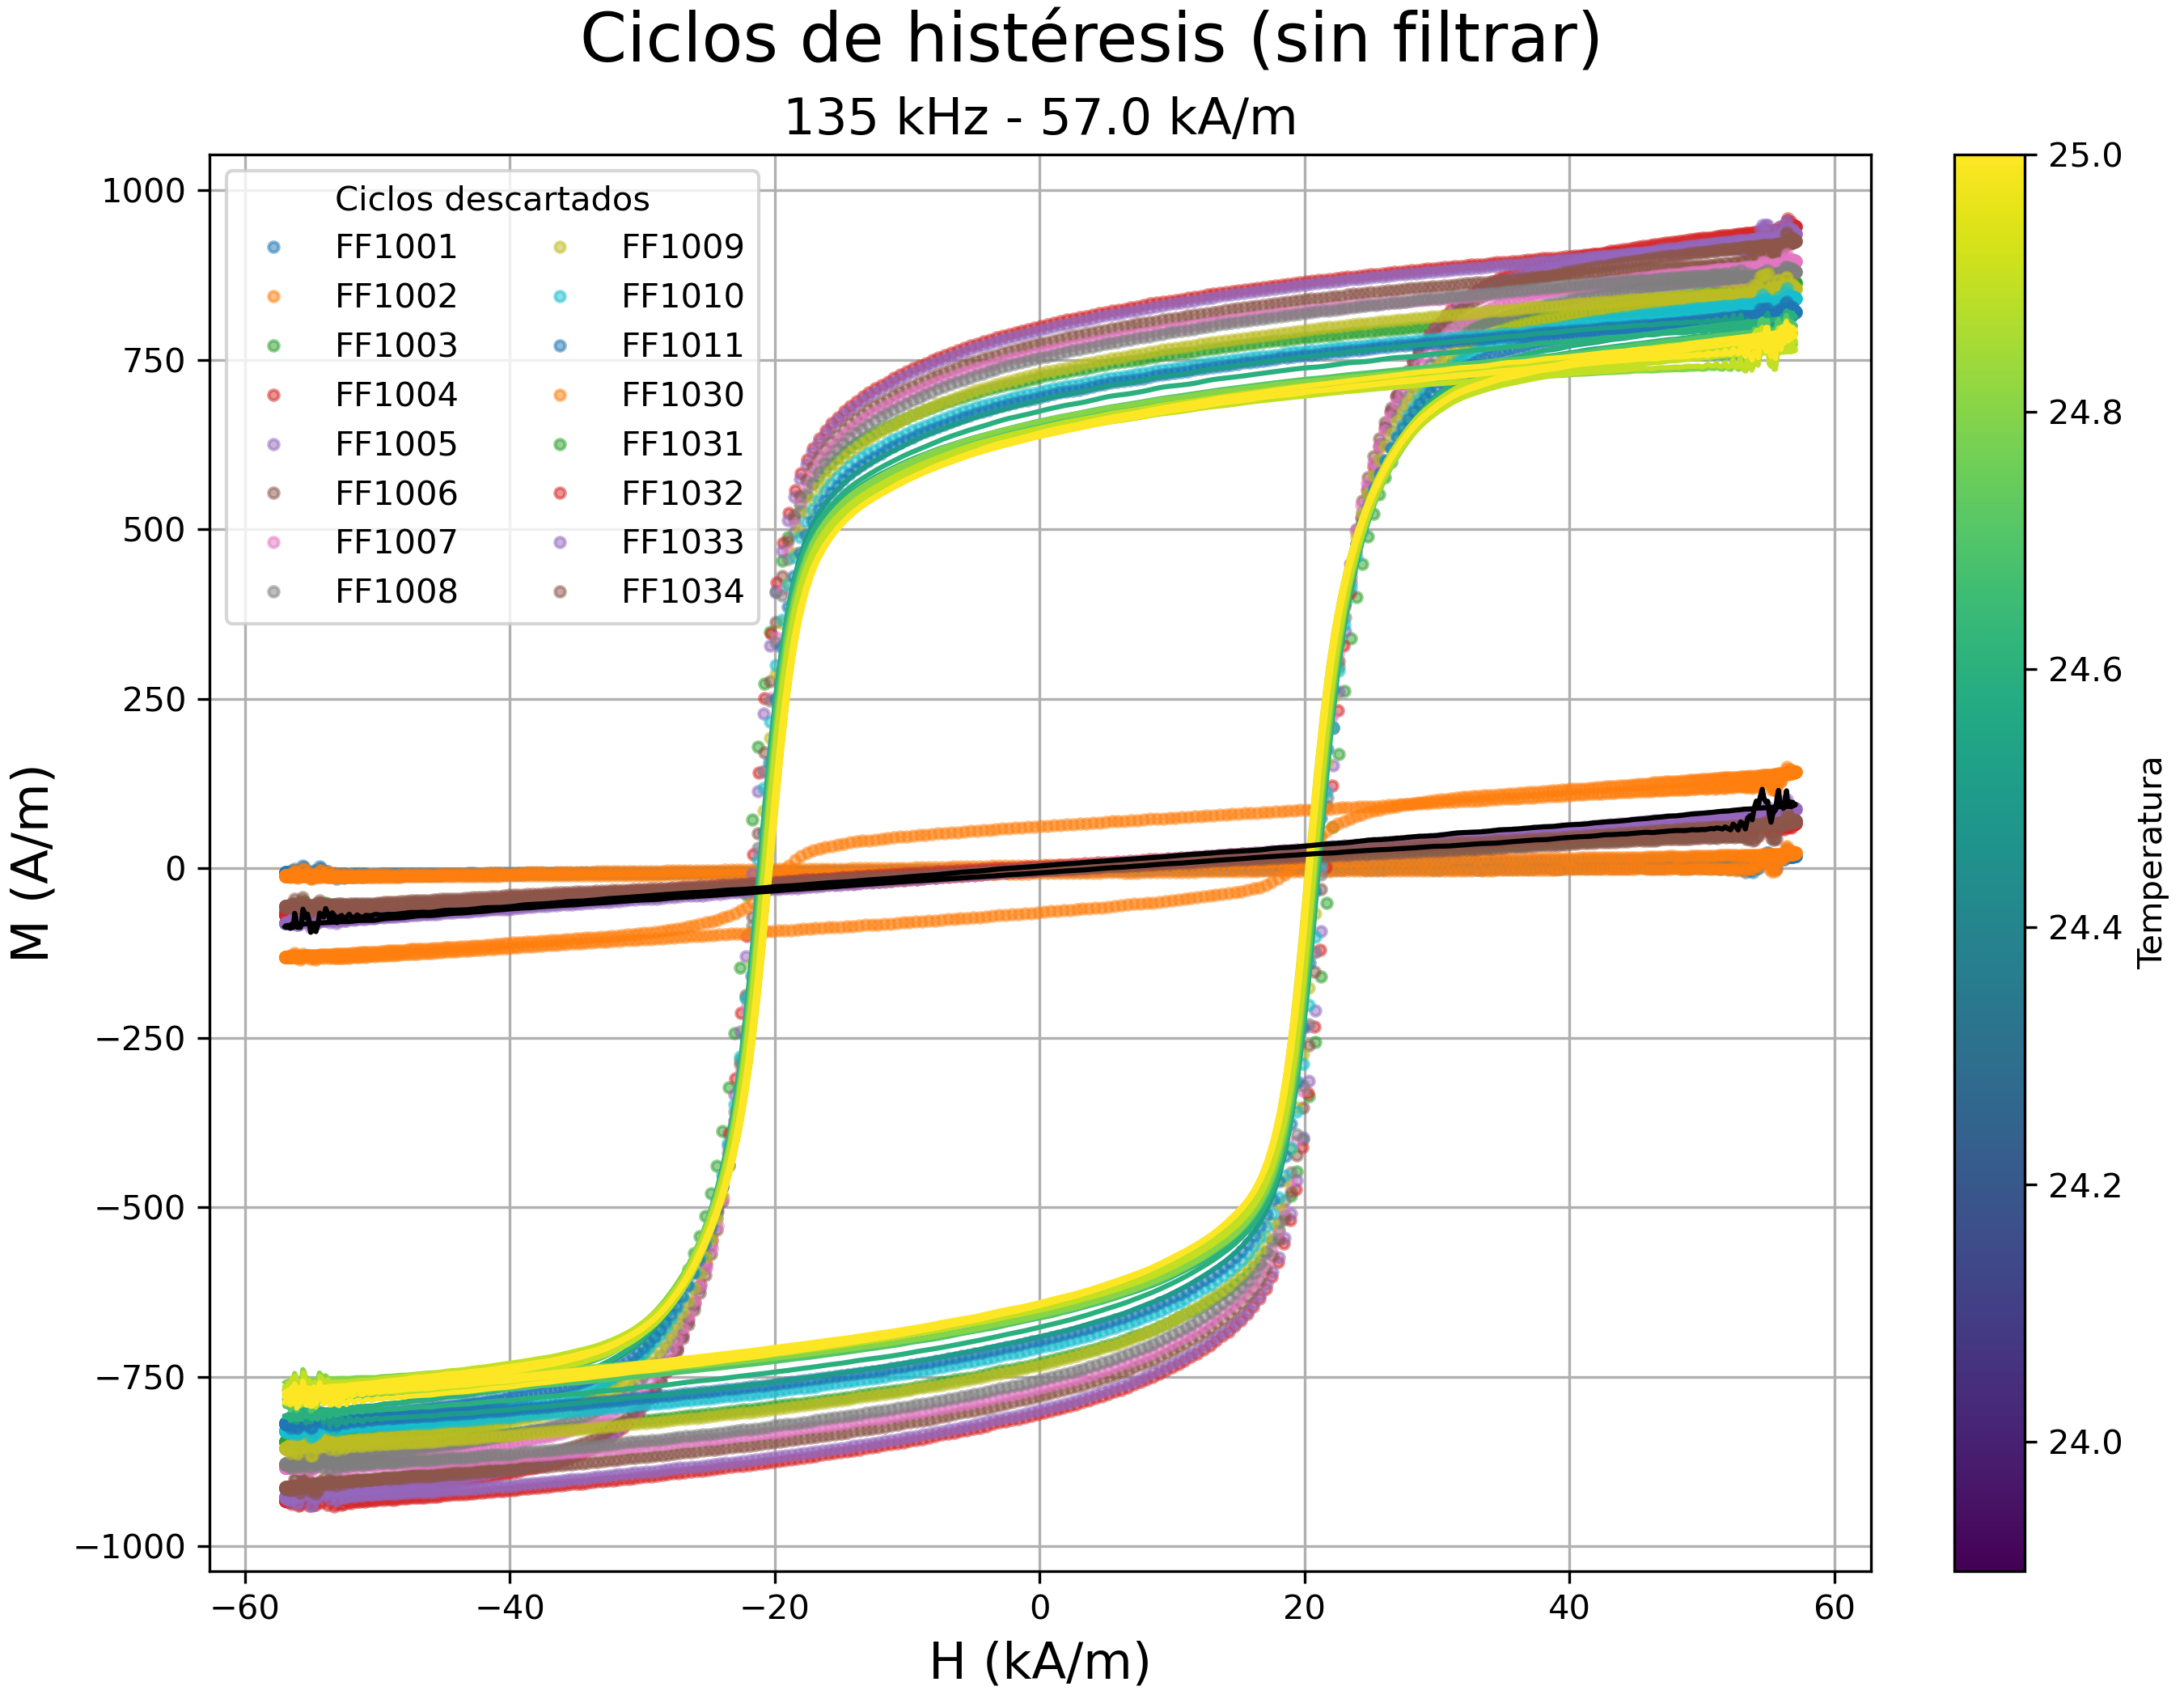 Ciclos de histéresis (sin filtrar)
135 kHz - 57.0 kA/m
Ciclos descartados
FF1001 FF1009
FF1002 FF1010
FF1003 FF1011
FF1004 FF1030
FF1005 FF1031
FF1006 FF1032
FF1007 FF1033
FF1008 FF1034
M (A/m)
1000
750
500
250
0
−250
−500
−750
−1000
−60 −40 −20 0 20 40 60
H (kA/m)
25.0
24.8
24.6
24.4
24.2
24.0
Temperatura